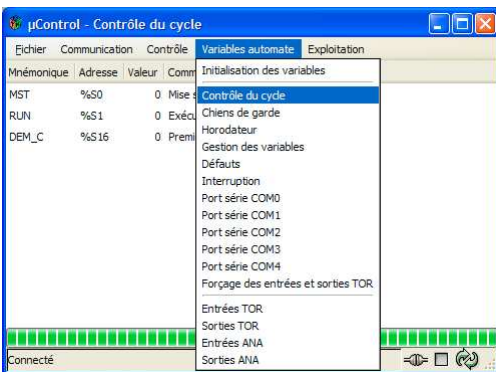 µControl - Contrôle du cycle
Fichier Communication Contrôle Variables automate Exploitation
Mnémonique Adresse Valeur Comm
MST %S0 0 Mise s
RUN %S1 0 Exécu
DEM_C %S16 0 Premi
Initialisation des variables
Contrôle du cycle
Chiens de garde
Horodateur
Gestion des variables
Défauts
Interruption
Port série COM0
Port série COM1
Port série COM2
Port série COM3
Port série COM4
Forçage des entrées et sorties TOR
Entrées TOR
Sorties TOR
Entrées ANA
Sorties ANA
Connecté